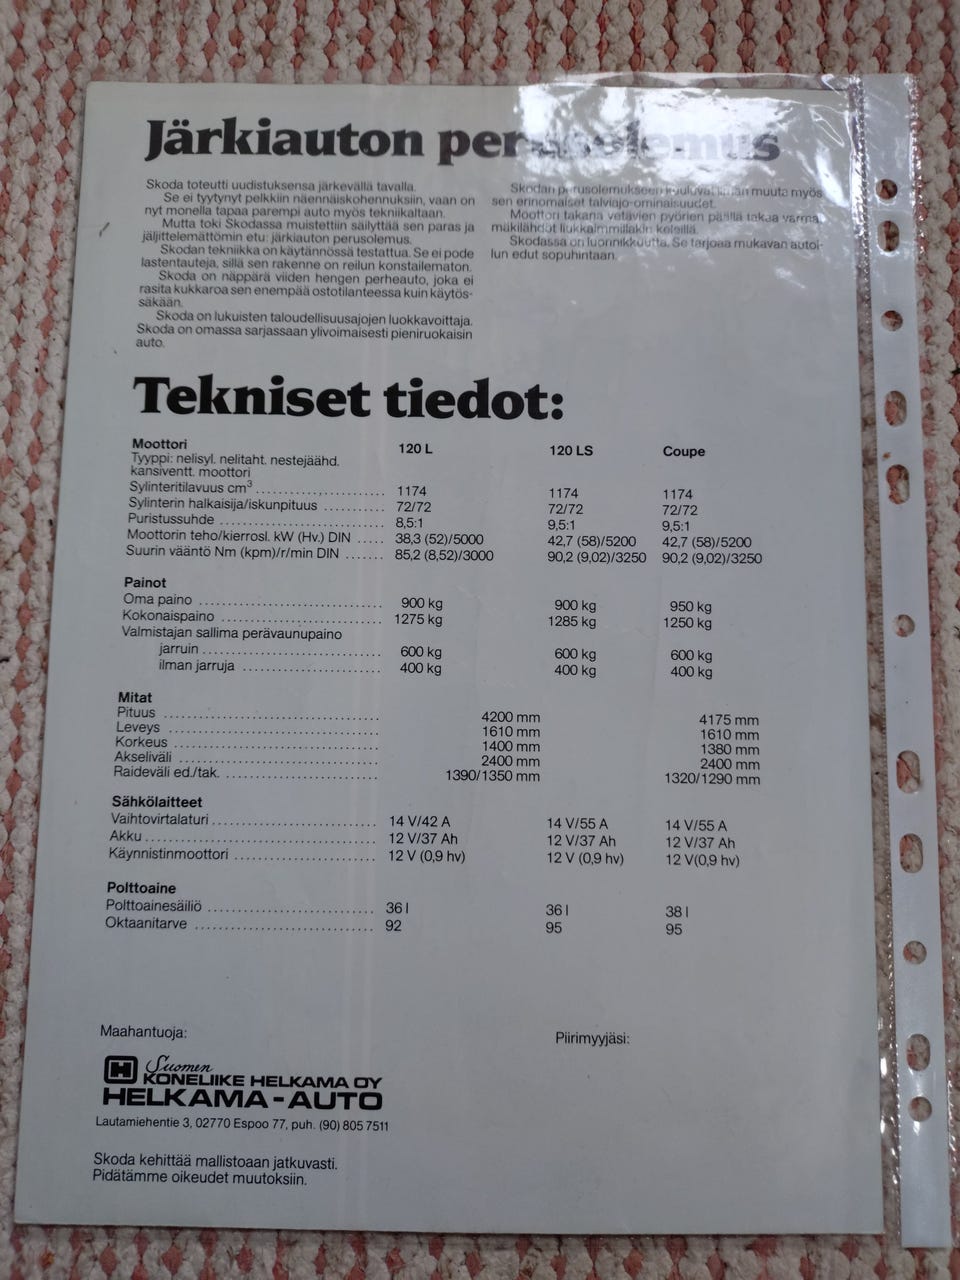 Järkiauton perusolemus
Skoda toteutti uudistuksensa järkevällä tavalla.
Se ei tyytynyt pelkkiin näennäiskohennuksiin, vaan on
nyt monella tapaa parempi auto myös tekniikaltaan.
Mutta toki Skodassa muistettiin säilyttää sen paras ja
jäljittelemättömin etu: järkiauton perusolemus.
Skodan tekniikka on käytännössä testattua. Se ei pode
lastentauteja, sillä sen rakenne on reilun konstailematon.
Skoda on näppärä viiden hengen perheauto, joka ei
rasita kukkaroa sen enempää ostotilanteessa kuin käytös-
säkään.
Skoda on lukuisten taloudellisuusajojen luokkavoittaja.
Skoda on omassa sarjassaan ylivoimaisesti pieniruokaisin
auto.
Skodan perusolemukseen kuuluvat ilman muuta myös
sen erinomaiset talviajo-ominaisuudet.
Moottori takana vetävien pyörien päällä takaa varmat
mäkilähdöt liukkaimmillakin keleillä.
Skodassa on luonnikkuutta. Se tarjoaa mukavan autoi-
lun edut sopuhintaan.
Tekniset tiedot:
Moottori 120 L 120 LS Coupe
Tyyppi: nelisyl. nelitaht. nestejäähd.
kansiventt. moottori
Sylinteritilavuus cm³ 1174 1174 1174
Sylinterin halkaisija/iskunpituus 72/72 72/72 72/72
Puristussuhde 8,5:1 9,5:1 9,5:1
Moottorin teho/kierrosl. kW (Hv.) DIN 38,3 (52)/5000 42,7 (58)/5200 42,7 (58)/5200
Suurin vääntö Nm (kpm)/r/min DIN 85,2 (8,52)/3000 90,2 (9,02)/3250 90,2 (9,02)/3250
Painot
Oma paino 900 kg 900 kg 950 kg
Kokonaispaino 1275 kg 1285 kg 1250 kg
Valmistajan sallima perävaunupaino
jarruin 600 kg 600 kg 600 kg
ilman jarruja 400 kg 400 kg 400 kg
Mitat
Pituus 4200 mm 4175 mm
Leveys 1610 mm 1610 mm
Korkeus 1400 mm 1380 mm
Akseliväli 2400 mm 2400 mm
Raideväli ed./tak. 1390/1350 mm 1320/1290 mm
Sähkölaitteet
Vaihtovirtalaturi 14 V/42 A 14 V/55 A 14 V/55 A
Akku 12 V/37 Ah 12 V/37 Ah 12 V/37 Ah
Käynnistinmoottori 12 V (0,9 hv) 12 V (0,9 hv) 12 V(0,9 hv)
Polttoaine
Polttoainesäiliö 36 l 36 l 38 l
Oktaanitarve 92 95 95
Maahantuoja: Piirimyyjäsi:
H Suomen
KONELIIKE HELKAMA OY
HELKAMA-AUTO
Lautamiehentie 3, 02770 Espoo 77, puh. (90) 805 7511
Skoda kehittää mallistoaan jatkuvasti.
Pidätämme oikeudet muutoksiin.